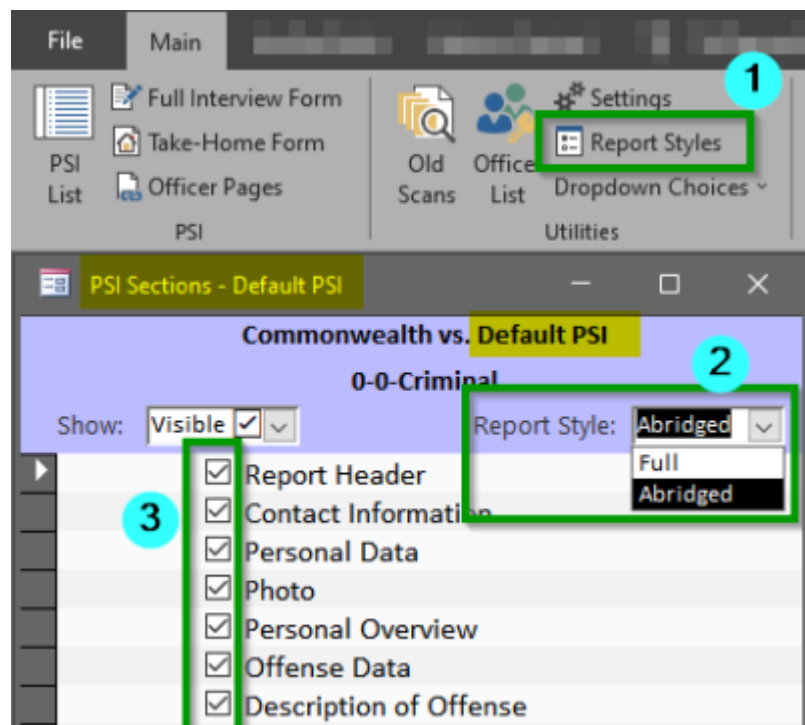 File Main
1
Full Interview Form
Take-Home Form
Officer Pages
PSI
List
PSI
Old
Scans
Office
List
Settings
Report Styles
Dropdown Choices
Utilities
PSI Sections - Default PSI
Commonwealth vs. Default PSI
0-0-Criminal
2
Show: Visible Report Style: Abridged
Full
Abridged
3
Report Header
Contact Information
Personal Data
Photo
Personal Overview
Offense Data
Description of Offense